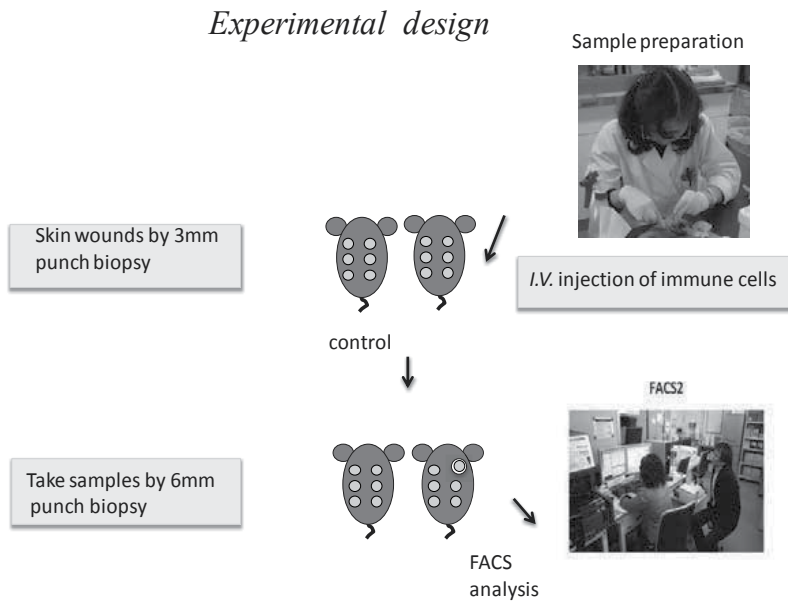 Experimental design
Sample preparation
Skin wounds by 3mm
punch biopsy
I.V. injection of immune cells
control
FACS2
Take samples by 6mm
punch biopsy
FACS
analysis